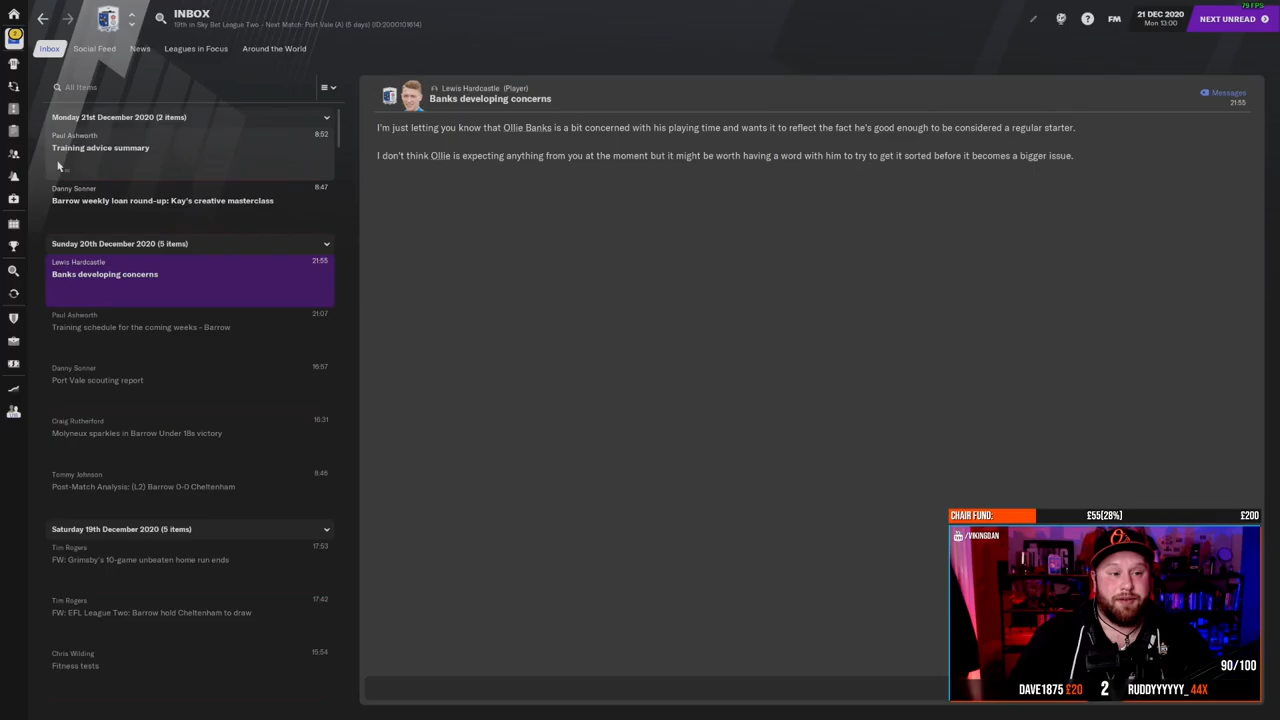 79 FPS
INBOX
19th in Sky Bet League Two - Next Match: Port Vale (A) (5 days) (ID:2000101614)
FM
21 DEC 2020
Mon 13:00
NEXT UNREAD
2
Inbox
Social Feed
News
Leagues in Focus
Around the World
All Items
Monday 21st December 2020 (2 items)
Paul Ashworth
8:52
Training advice summary
Danny Sonner
8:47
Barrow weekly loan round-up: Kay's creative masterclass
Sunday 20th December 2020 (5 items)
Lewis Hardcastle
21:55
Banks developing concerns
Paul Ashworth
21:07
Training schedule for the coming weeks - Barrow
Danny Sonner
16:57
Port Vale scouting report
Craig Rutherford
16:31
Molyneux sparkles in Barrow Under 18s victory
Tommy Johnson
8:46
Post-Match Analysis: (L2) Barrow 0-0 Cheltenham
Saturday 19th December 2020 (5 items)
Tim Rogers
17:53
FW: Grimsby's 10-game unbeaten home run ends
Tim Rogers
17:42
FW: EFL League Two: Barrow hold Cheltenham to draw
Chris Wilding
15:54
Fitness tests
Lewis Hardcastle (Player)
Banks developing concerns
Messages
21:55
I'm just letting you know that Ollie Banks is a bit concerned with his playing time and wants it to reflect the fact he's good enough to be considered a regular starter.
I don't think Ollie is expecting anything from you at the moment but it might be worth having a word with him to try to get it sorted before it becomes a bigger issue.
CHAIR FUND:
£55(28%)
£200
/VIKINGDAN
90/100
DAVE1875 £20
2
RUDDYYYYYY_ 44X